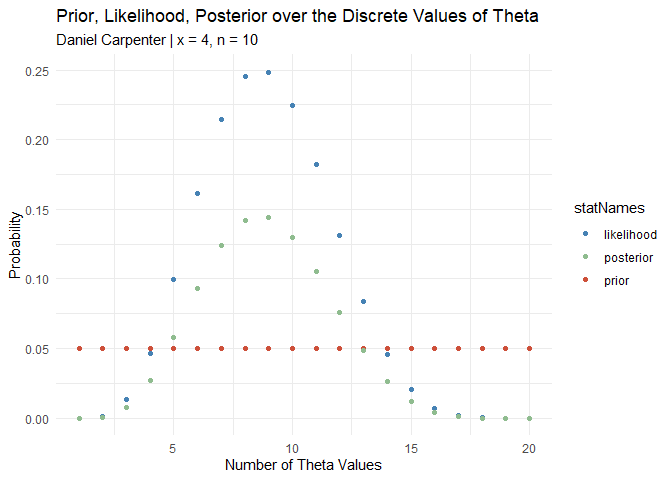 Prior, Likelihood, Posterior over the Discrete Values of Theta
Daniel Carpenter | x = 4, n = 10
0.25
0.20
0.15
0.10
0.05
0.00
Probability
5 10 15 20
Number of Theta Values
statNames
likelihood
posterior
prior